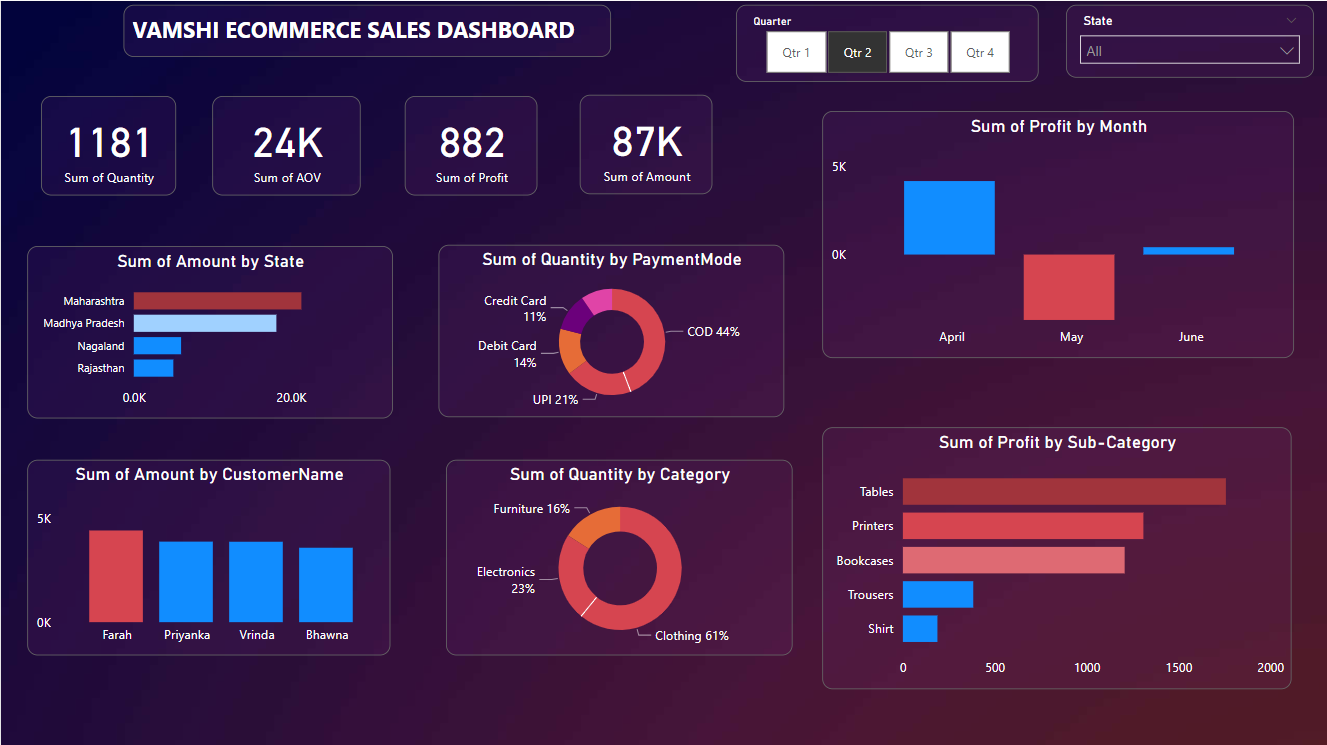 VAMSHI ECOMMERCE SALES DASHBOARD
Quarter
Qtr 1
Qtr 2
Qtr 3
Qtr 4
State
All
1181
Sum of Quantity
24K
Sum of AOV
882
Sum of Profit
87K
Sum of Amount
Sum of Profit by Month
5K
0K
April
May
June
Sum of Amount by State
Maharashtra
Madhya Pradesh
Nagaland
Rajasthan
0.0K
20.0K
Sum of Quantity by PaymentMode
Credit Card
11%
Debit Card
14%
UPI 21%
COD 44%
Sum of Amount by CustomerName
5K
0K
Farah
Priyanka
Vrinda
Bhawna
Sum of Quantity by Category
Furniture 16%
Electronics
23%
Clothing 61%
Sum of Profit by Sub-Category
Tables
Printers
Bookcases
Trousers
Shirt
0
500
1000
1500
2000